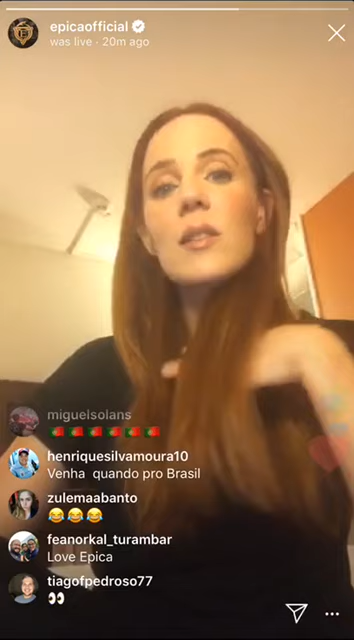 epicaofficial
was live · 20m ago
miguelsolans
🇵🇹🇵🇹🇵🇹🇵🇹🇵🇹🇵🇹
henriquesilvamoura10
Venha  quando pro Brasil
zulemaabanto
😂😂😂
feanorkal_turambar
Love Epica
tiagofpedroso77
👀